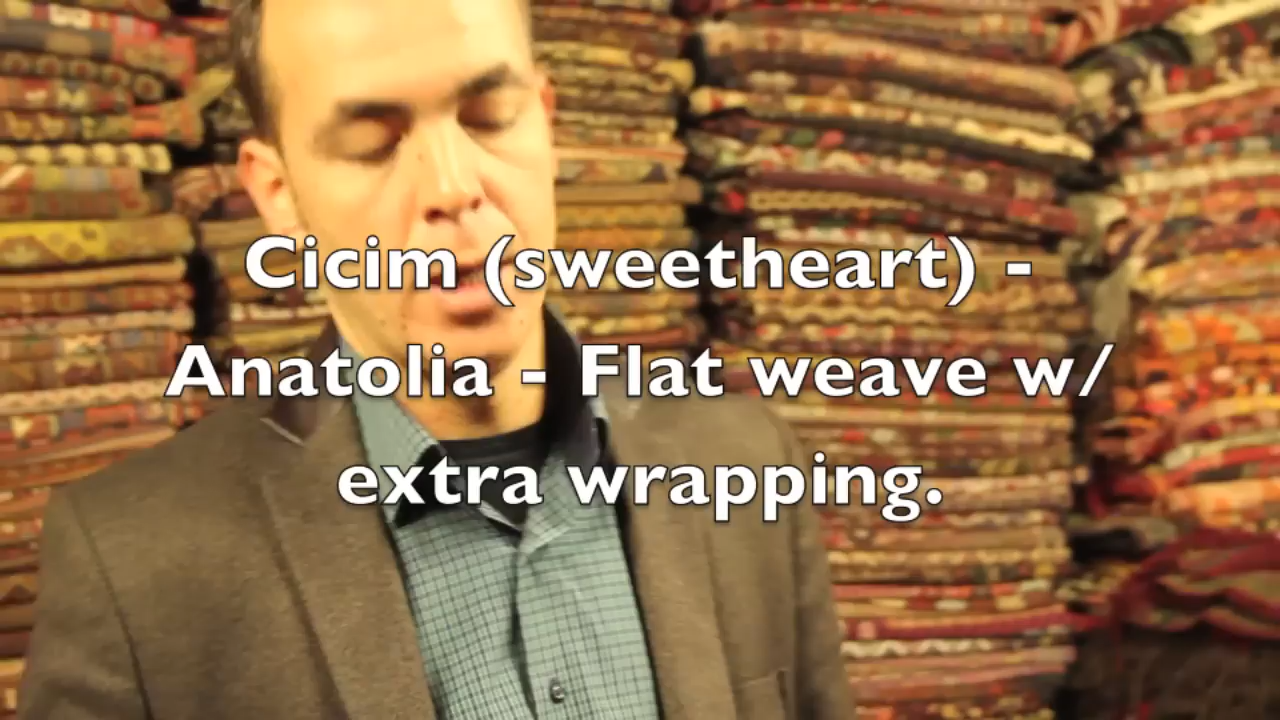 Cicim (sweetheart) -
Anatolia - Flat weave w/
extra wrapping.